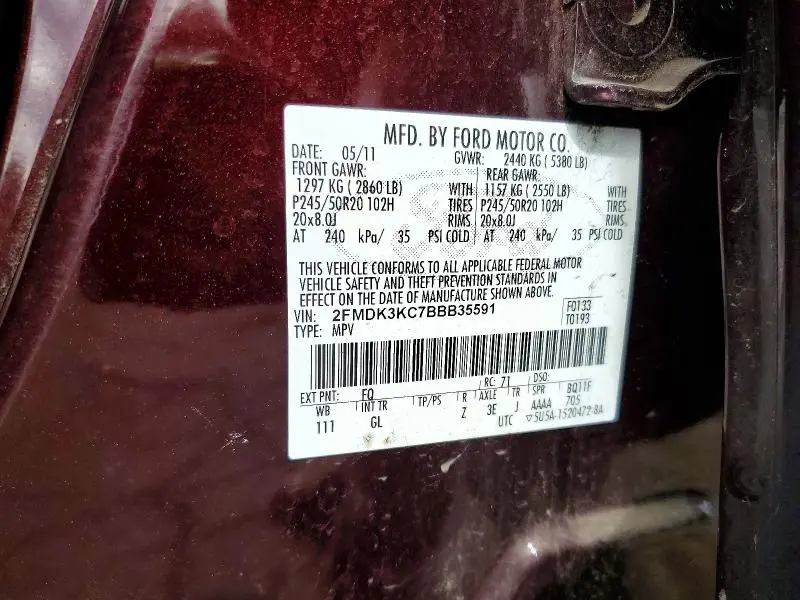 MFD. BY FORD MOTOR CO.
DATE: 05/11 GVWR: 2440 KG ( 5380 LB)
FRONT GAWR: REAR GAWR:
1297 KG ( 2860 LB) WITH 1157 KG ( 2550 LB) WITH
P245/50R20 102H TIRES P245/50R20 102H TIRES
20x8.0J RIMS 20x8.0J RIMS
AT 240 kPa/ 35 PSI COLD AT 240 kPa/ 35 PSI COLD
THIS VEHICLE CONFORMS TO ALL APPLICABLE FEDERAL MOTOR
VEHICLE SAFETY AND THEFT PREVENTION STANDARDS IN
EFFECT ON THE DATE OF MANUFACTURE SHOWN ABOVE.
VIN: 2FMDK3KC7BBB35591 F0133
TYPE: MPV T0193
EXT PNT: FQ RC: 71 DSO:
WB INT TR TP/PS R AXLE TR SPR BQ11F
111 GL Z 3E J AAAA 705
UTC ▽5U5A-1520472-BA